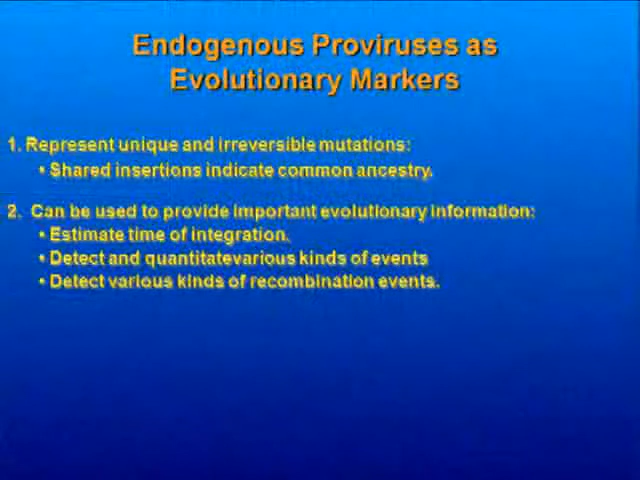 Endogenous Proviruses as
Evolutionary Markers
1. Represent unique and irreversible mutations:
• Shared insertions indicate common ancestry.
2. Can be used to provide important evolutionary information:
• Estimate time of integration.
• Detect and quantitatevarious kinds of events
• Detect various kinds of recombination events.